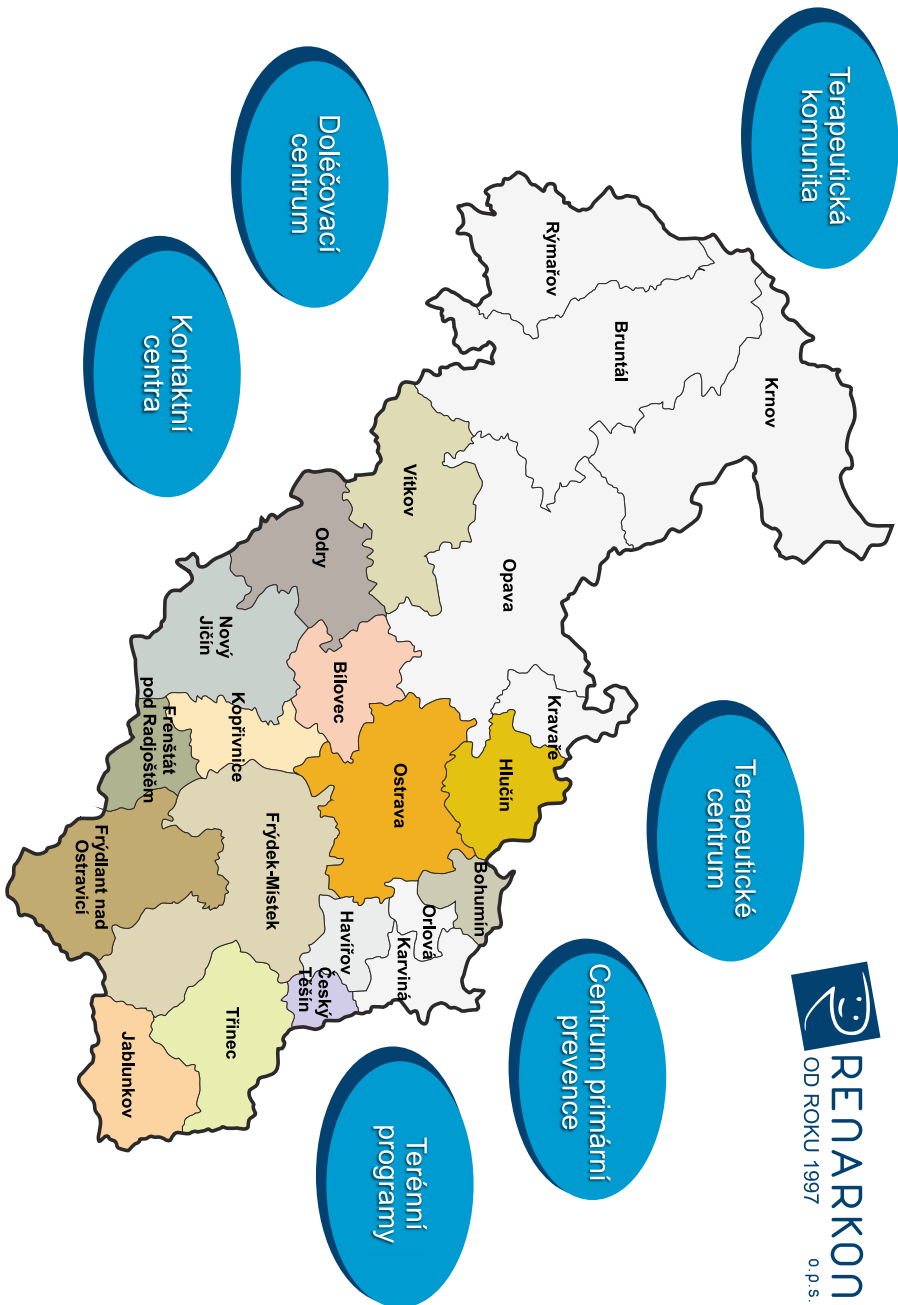 RENARKON
OD ROKU 1997
o.p.s.
Terapeutická
komunita
Terapeutické
centrum
Centrum primární
prevence
Terénní
programy
Doléčovací
centrum
Kontaktní
centra
Krnov
Bruntál
Rýmařov
Opava
Kravaře
Hlučín
Vítkov
Odry
Bílovec
Ostrava
Bohumín
Orlová
Karviná
Havířov
Český
Těšín
Nový
Jičín
Kopřivnice
Frenštát
pod Radjoštěm
Frýdek-Místek
Frýdlant nad
Ostravicí
Třinec
Jablunkov